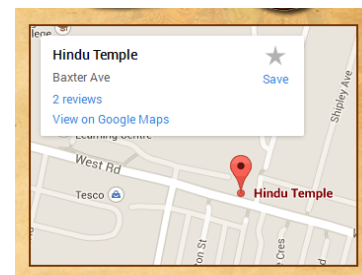 lege
Hindu Temple
Baxter Ave
Save
2 reviews
View on Google Maps
Learning Centre
West Rd
Shipley Ave
Tesco
Hindu Temple
on St
s Cres